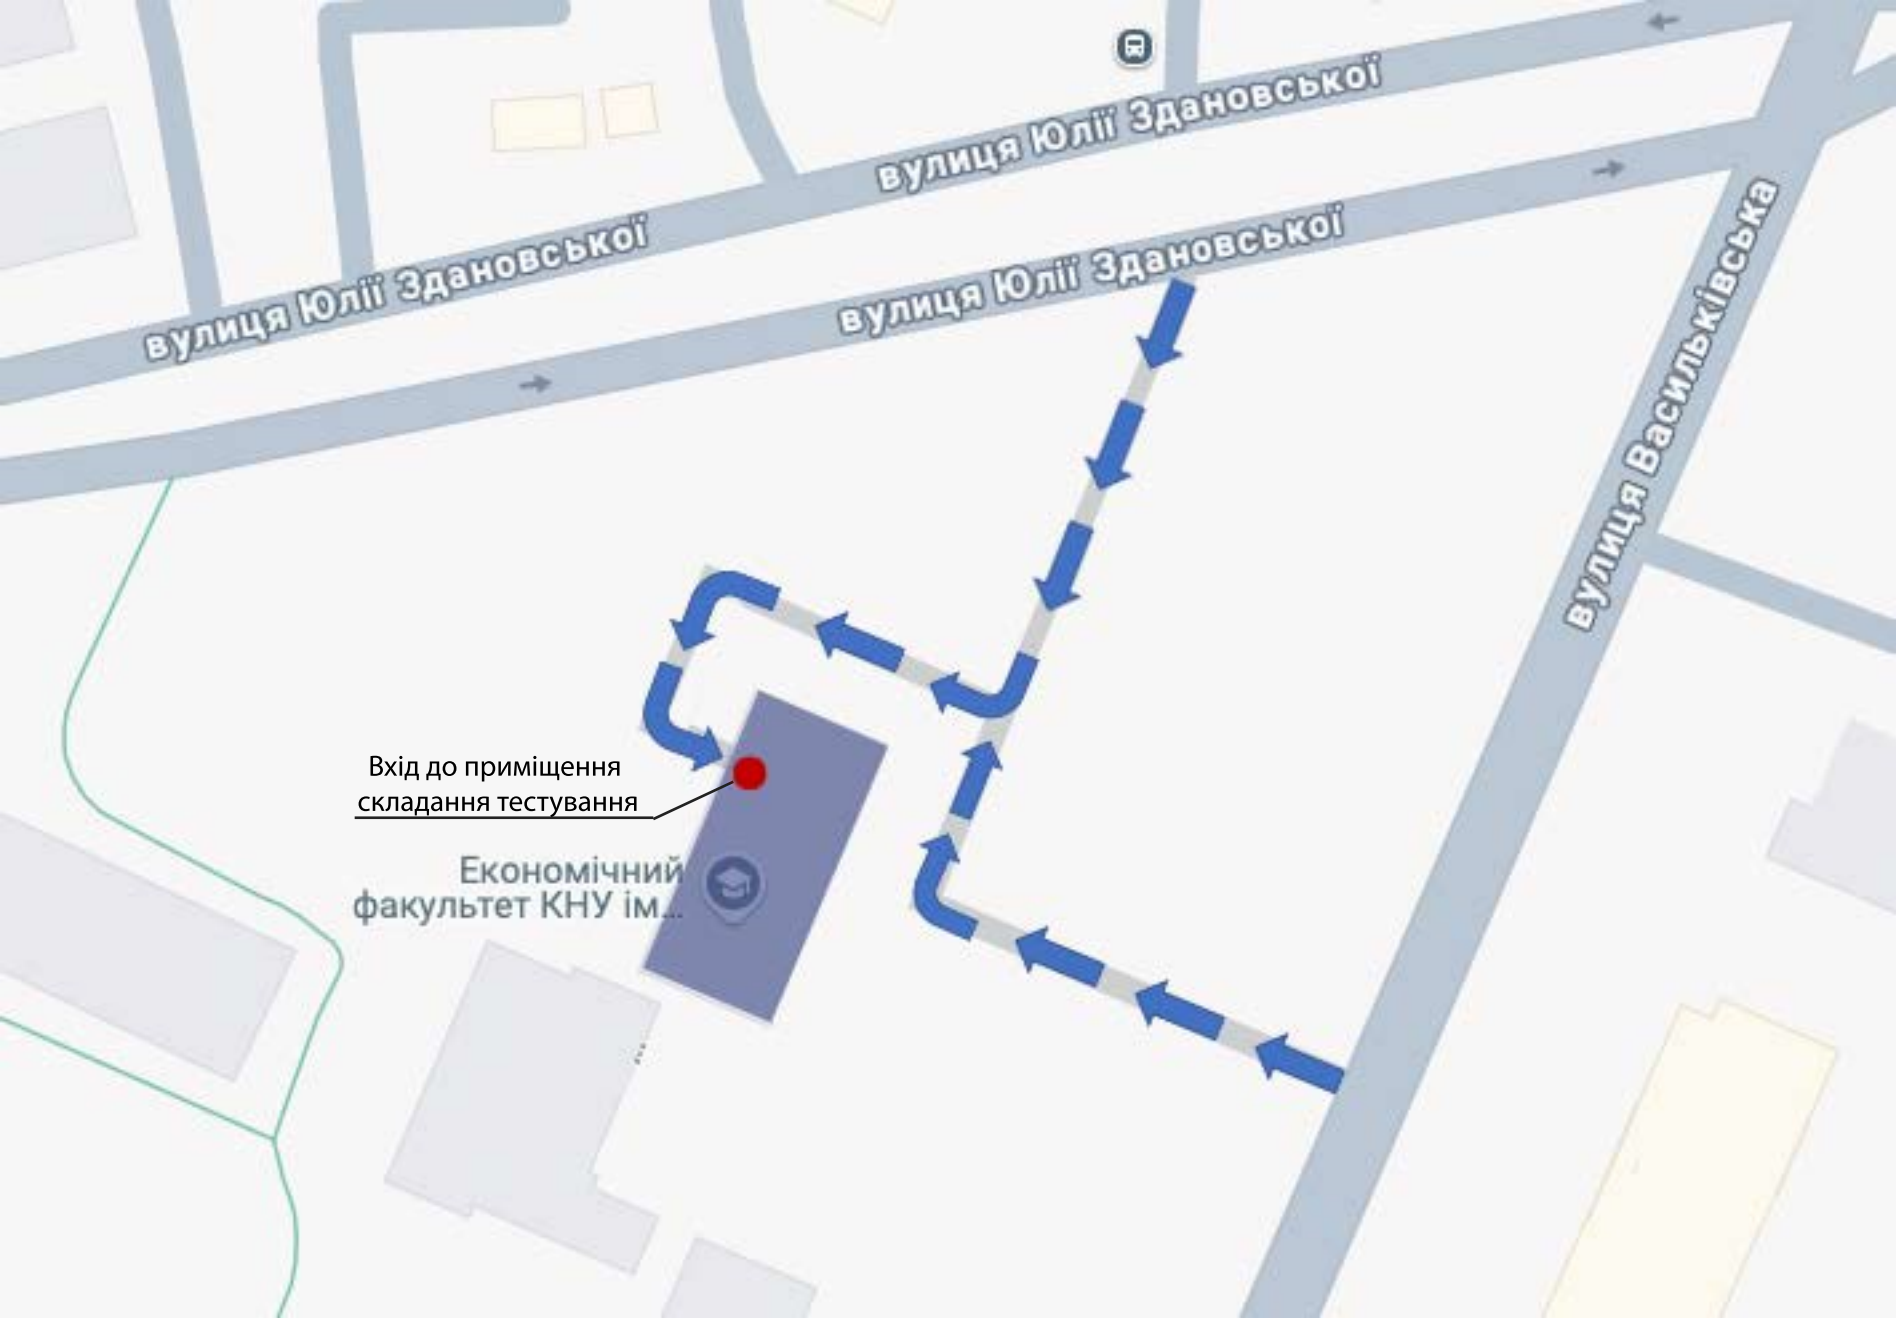 вулиця Юлії Здановської
вулиця Юлії Здановської
вулиця Юлії Здановської
вулиця Васильківська
Вхід до приміщення
складання тестування
Економічний
факультет КНУ ім...